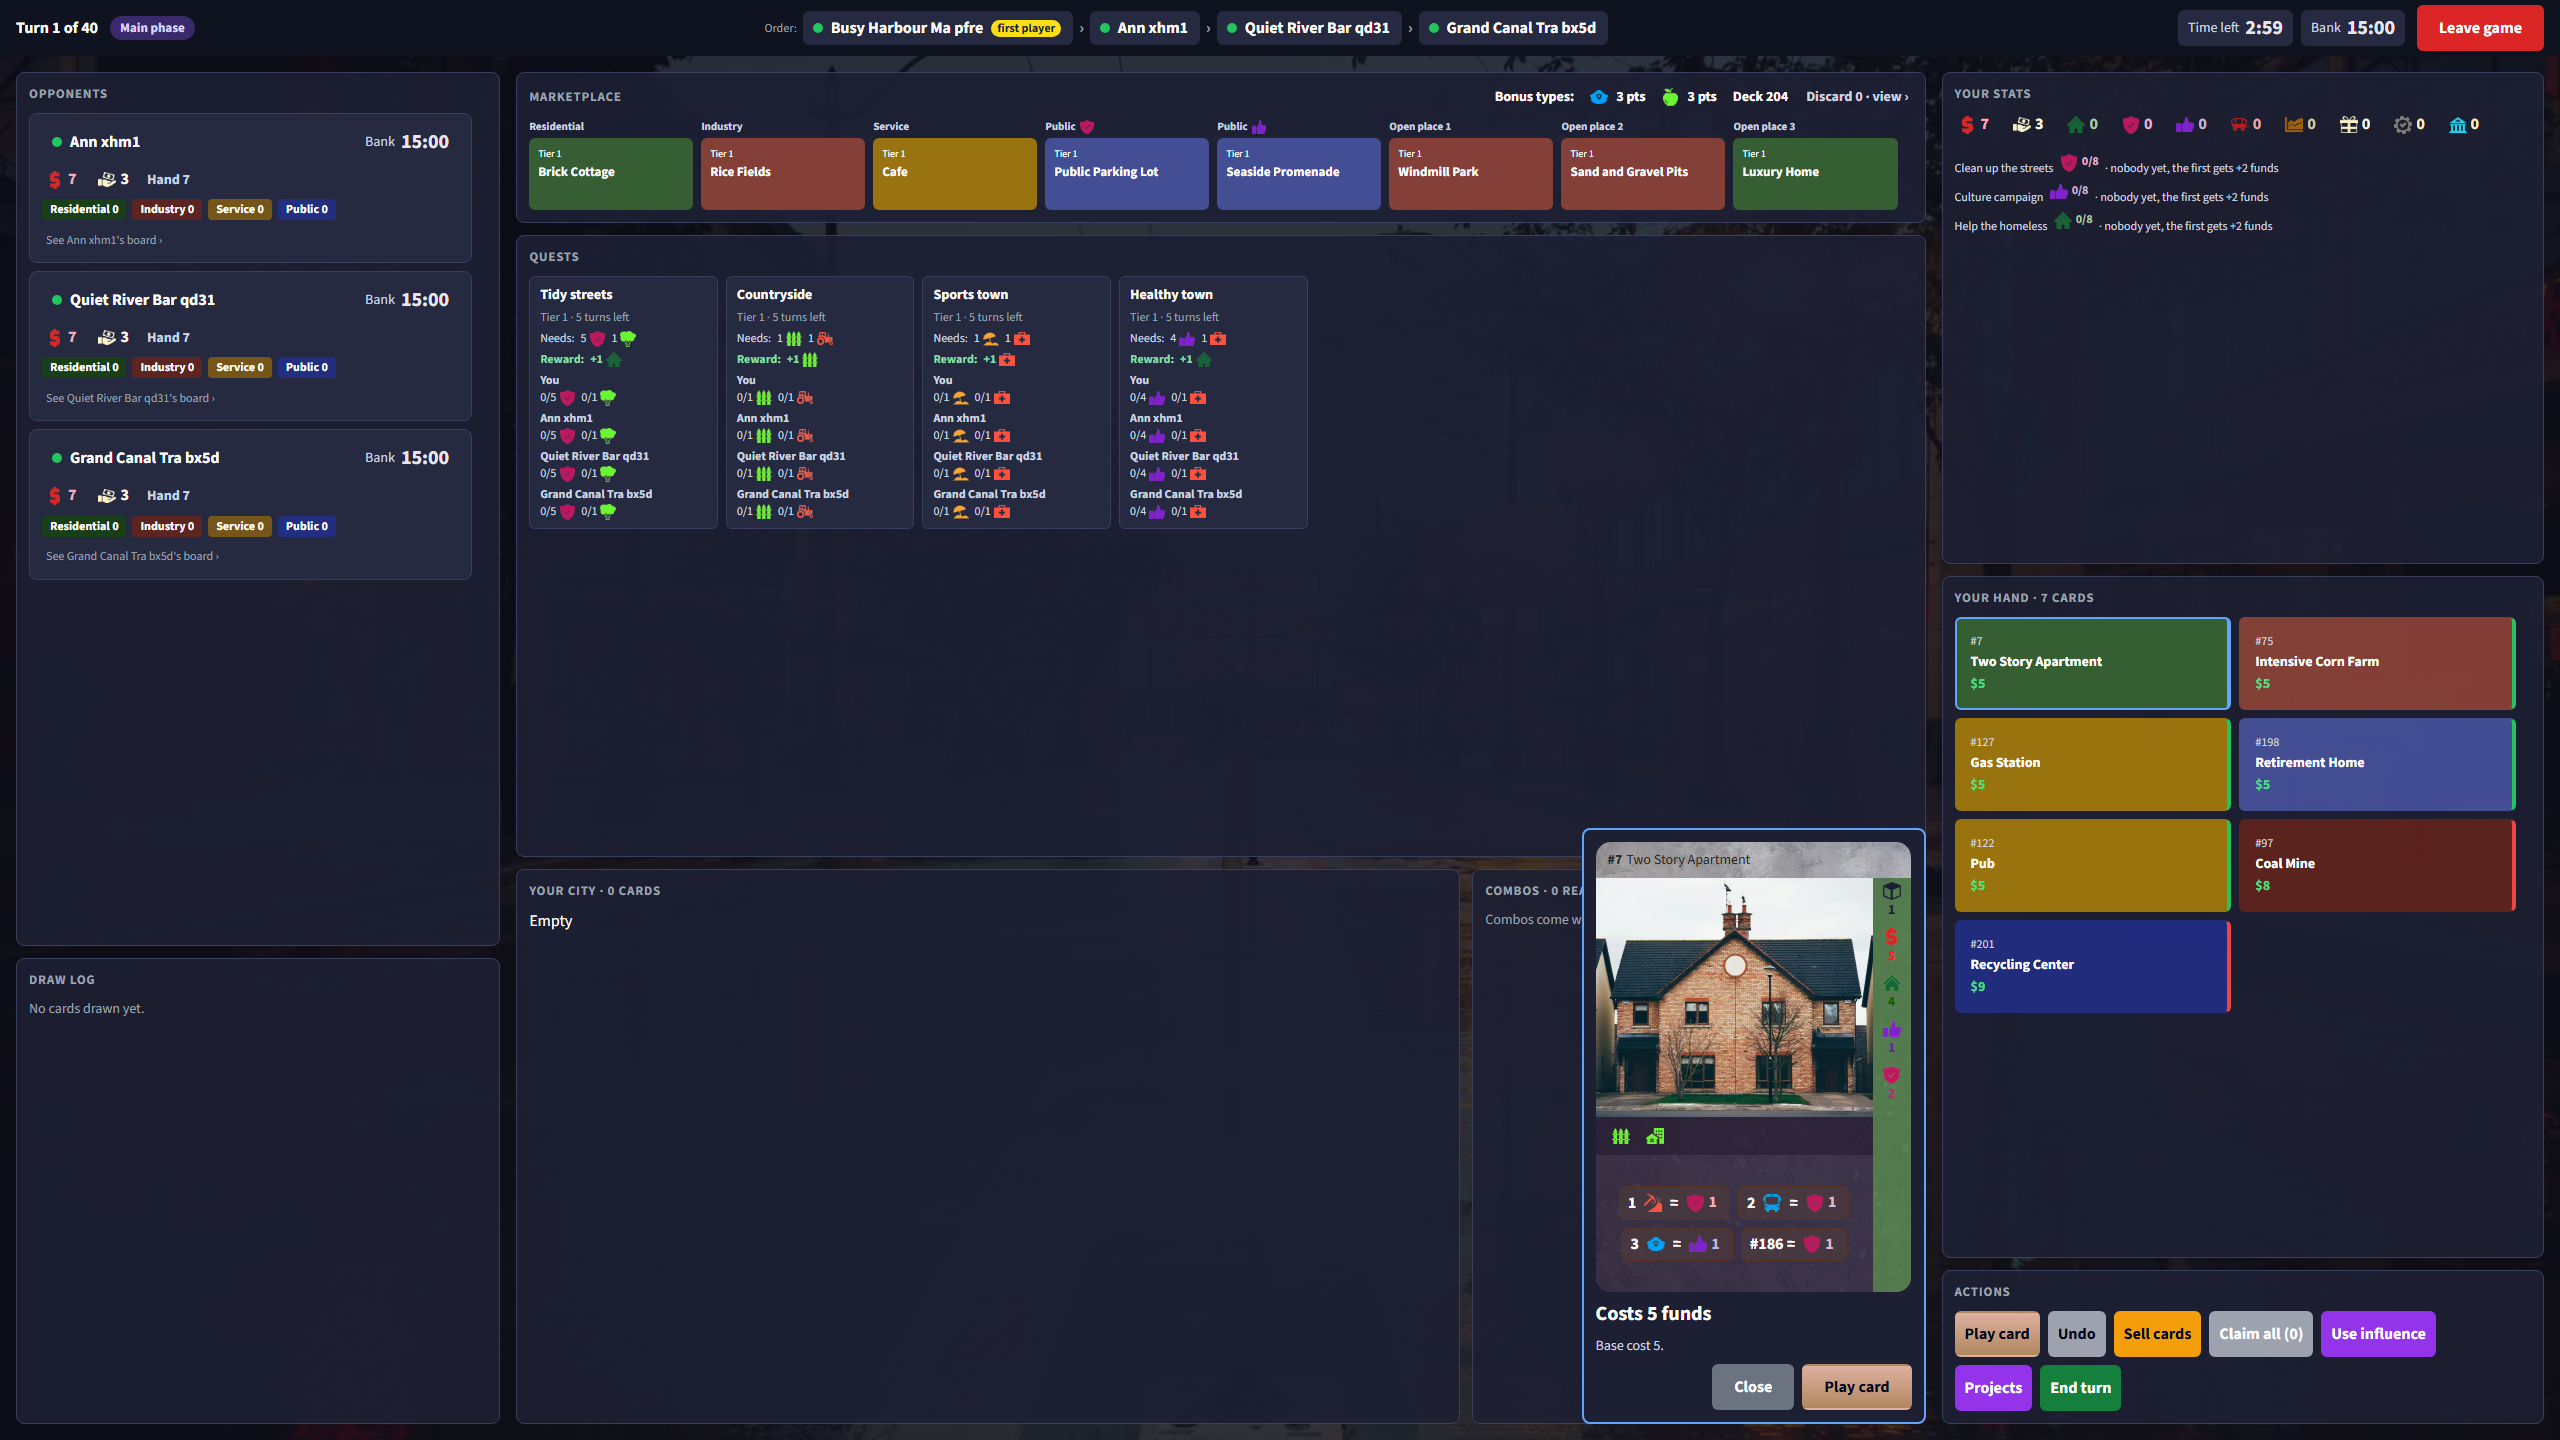 Turn 1 of 40 Main phase
Order: Busy Harbour Ma pfre first player › Ann xhm1 › Quiet River Bar qd31 › Grand Canal Tra bx5d
Time left 2:59 Bank 15:00 Leave game
OPPONENTS
Ann xhm1 Bank 15:00
7 3 Hand 7
Residential 0 Industry 0 Service 0 Public 0
See Ann xhm1's board ›
Quiet River Bar qd31 Bank 15:00
7 3 Hand 7
Residential 0 Industry 0 Service 0 Public 0
See Quiet River Bar qd31's board ›
Grand Canal Tra bx5d Bank 15:00
7 3 Hand 7
Residential 0 Industry 0 Service 0 Public 0
See Grand Canal Tra bx5d's board ›
DRAW LOG
No cards drawn yet.
MARKETPLACE
Bonus types: 3 pts 3 pts Deck 204 Discard 0 · view ›
Residential Industry Service Public Public Open place 1 Open place 2 Open place 3
Tier 1 Tier 1 Tier 1 Tier 1 Tier 1 Tier 1 Tier 1 Tier 1
Brick Cottage Rice Fields Cafe Public Parking Lot Seaside Promenade Windmill Park Sand and Gravel Pits Luxury Home
QUESTS
Tidy streets
Tier 1 · 5 turns left
Needs: 5 1
Reward: +1
You
0/5 0/1
Ann xhm1
0/5 0/1
Quiet River Bar qd31
0/5 0/1
Grand Canal Tra bx5d
0/5 0/1
Countryside
Tier 1 · 5 turns left
Needs: 1 1
Reward: +1
You
0/1 0/1
Ann xhm1
0/1 0/1
Quiet River Bar qd31
0/1 0/1
Grand Canal Tra bx5d
0/1 0/1
Sports town
Tier 1 · 5 turns left
Needs: 1 1
Reward: +1
You
0/1 0/1
Ann xhm1
0/1 0/1
Quiet River Bar qd31
0/1 0/1
Grand Canal Tra bx5d
0/1 0/1
Healthy town
Tier 1 · 5 turns left
Needs: 4 1
Reward: +1
You
0/4 0/1
Ann xhm1
0/4 0/1
Quiet River Bar qd31
0/4 0/1
Grand Canal Tra bx5d
0/4 0/1
YOUR CITY · 0 CARDS
Empty
COMBOS · 0 REA
Combos come w
#7 Two Story Apartment
1
5
4
1
2
1 = 1 2 = 1
3 = 1 #186 = 1
Costs 5 funds
Base cost 5.
Close Play card
YOUR STATS
$ 7 3 0 0 0 0 0 0 0 0
Clean up the streets 0/8 · nobody yet, the first gets +2 funds
Culture campaign 0/8 · nobody yet, the first gets +2 funds
Help the homeless 0/8 · nobody yet, the first gets +2 funds
YOUR HAND · 7 CARDS
#7
Two Story Apartment
$5
#75
Intensive Corn Farm
$5
#127
Gas Station
$5
#198
Retirement Home
$5
#122
Pub
$5
#97
Coal Mine
$8
#201
Recycling Center
$9
ACTIONS
Play card Undo Sell cards Claim all (0) Use influence
Projects End turn